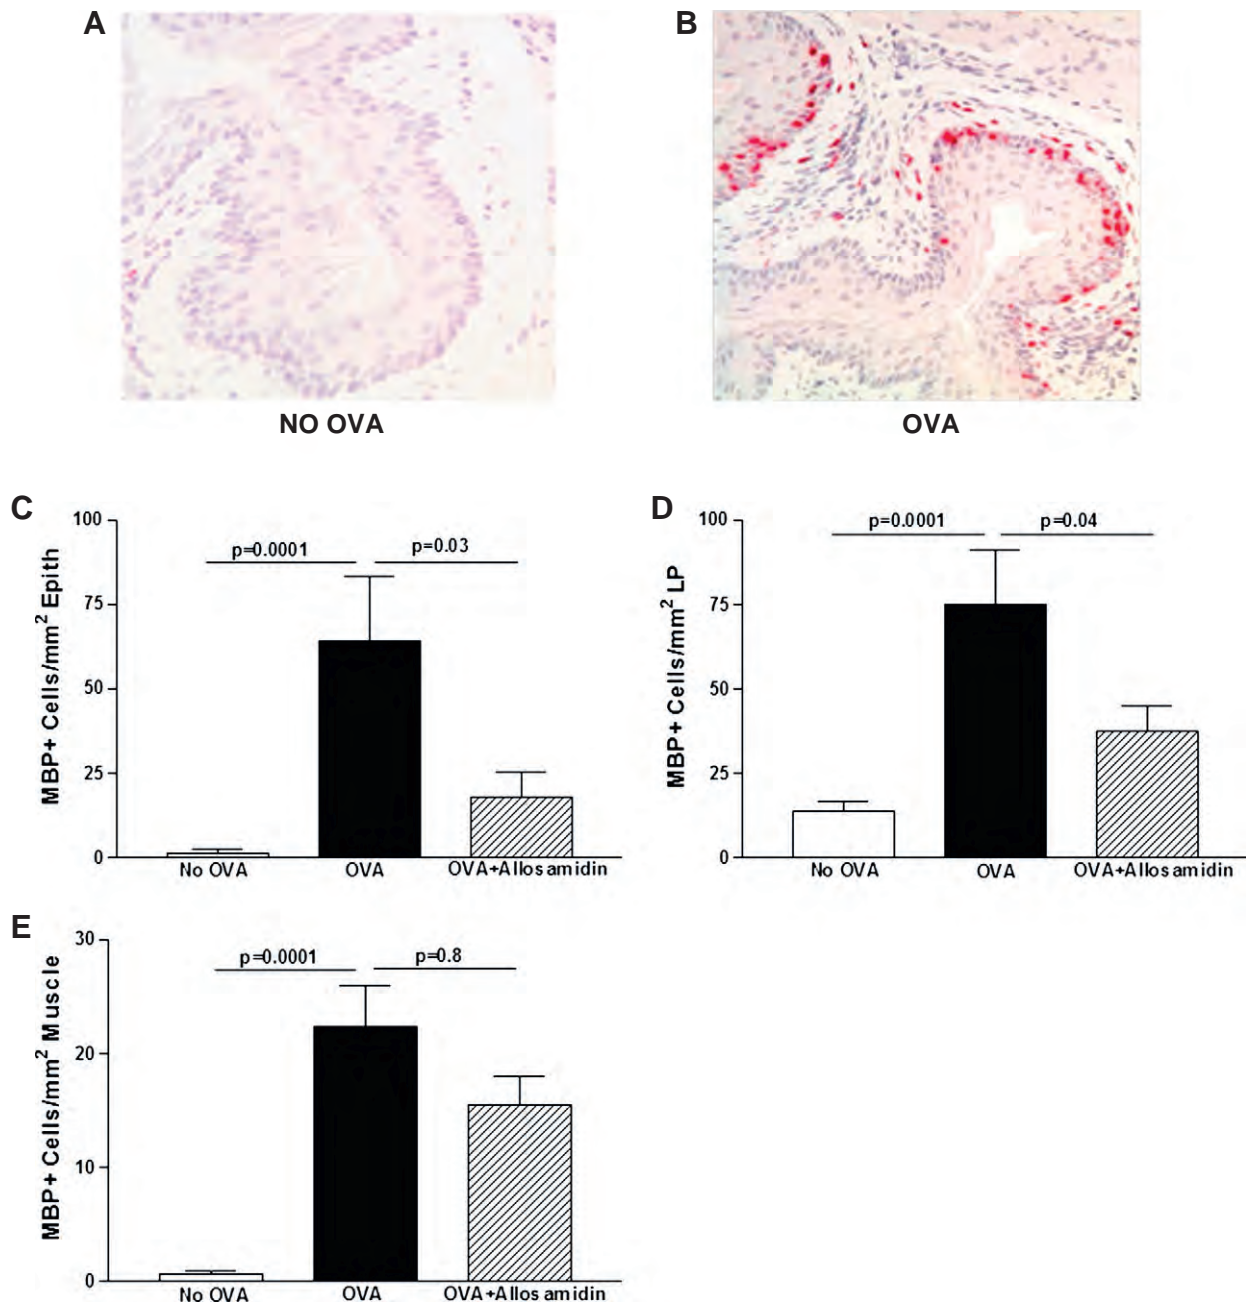 A
B
NO OVA
OVA
C
MBP+ Cells/mm² Epith
100
75
50
25
0
p=0.0001
p=0.03
No OVA
OVA
OVA+Allosamidin
D
MBP+ Cells/mm² LP
100
75
50
25
0
p=0.0001
p=0.04
No OVA
OVA
OVA+Allosamidin
E
MBP+ Cells/mm² Muscle
30
20
10
0
p=0.0001
p=0.8
No OVA
OVA
OVA+Allosamidin